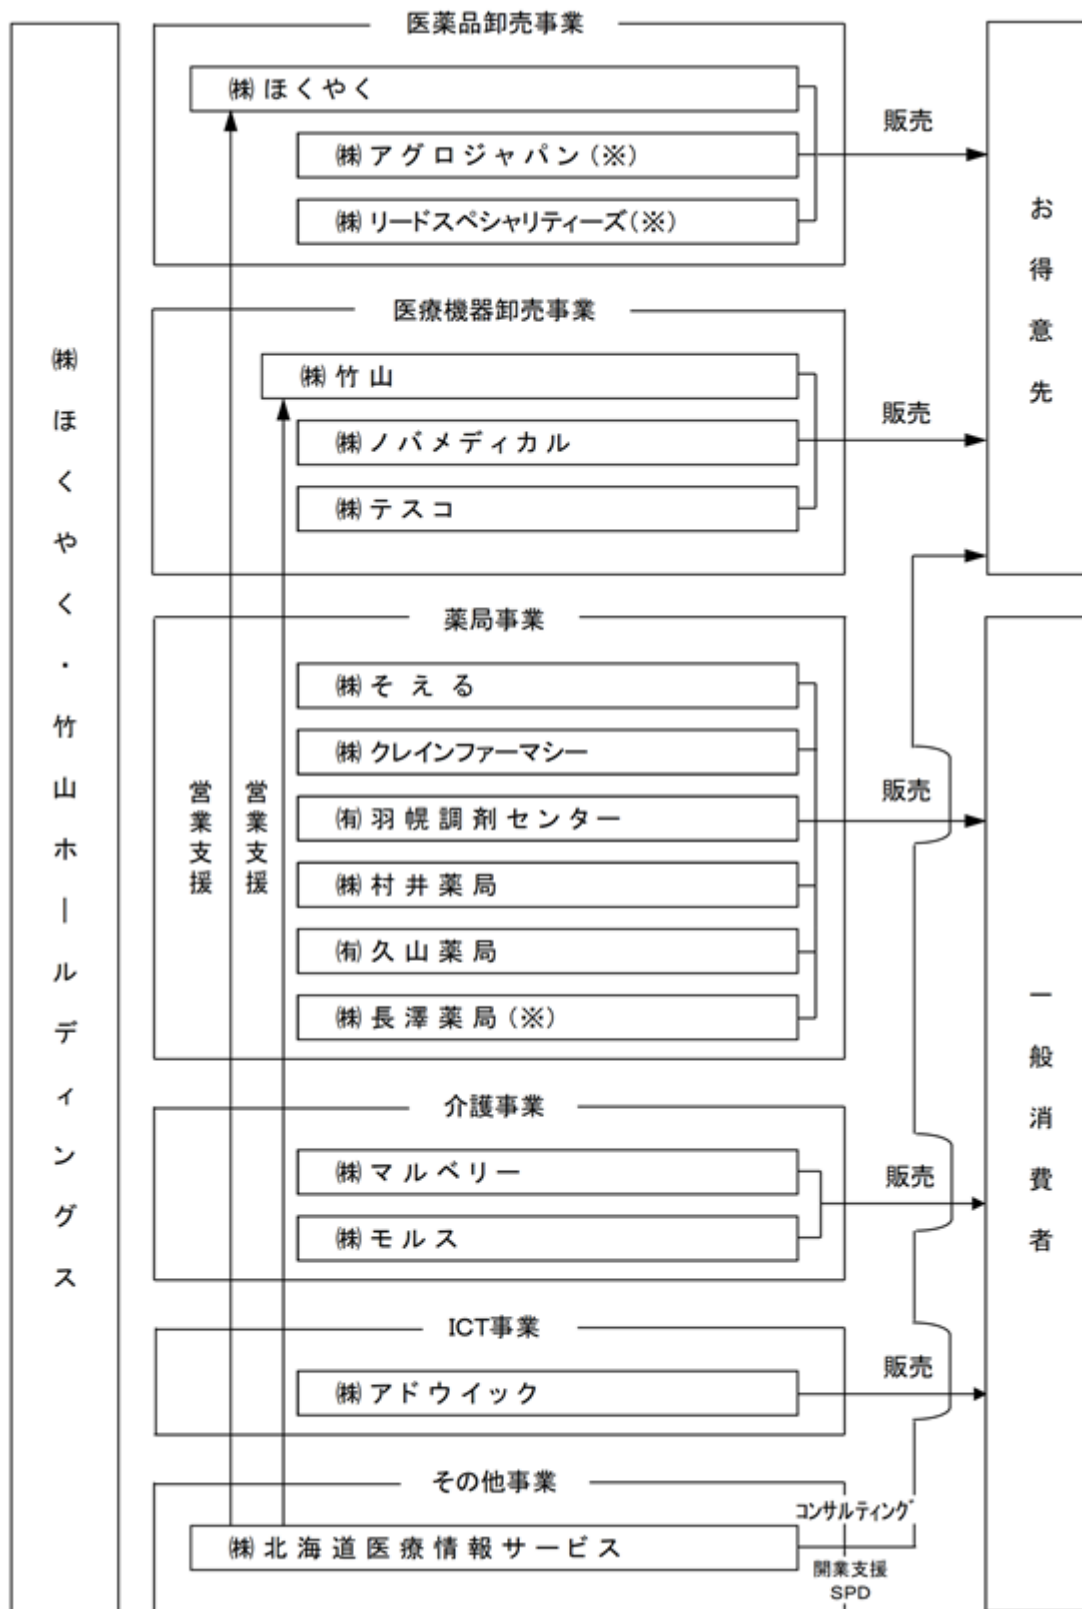 ㈱ほくやく・竹山ホールディングス
医薬品卸売事業
㈱ほくやく
㈱アグロジャパン(※)
㈱リードスペシャリティーズ(※)
販売
お得意先
医療機器卸売事業
㈱竹山
㈱ノバメディカル
㈱テスコ
販売
薬局事業
㈱そえる
㈱クレインファーマシー
㈲羽幌調剤センター
㈱村井薬局
㈲久山薬局
㈱長澤薬局(※)
販売
営業支援
営業支援
一般消費者
介護事業
㈱マルベリー
㈱モルス
販売
ICT事業
㈱アドウイック
販売
その他事業
㈱北海道医療情報サービス
コンサルティング
開業支援
SPD